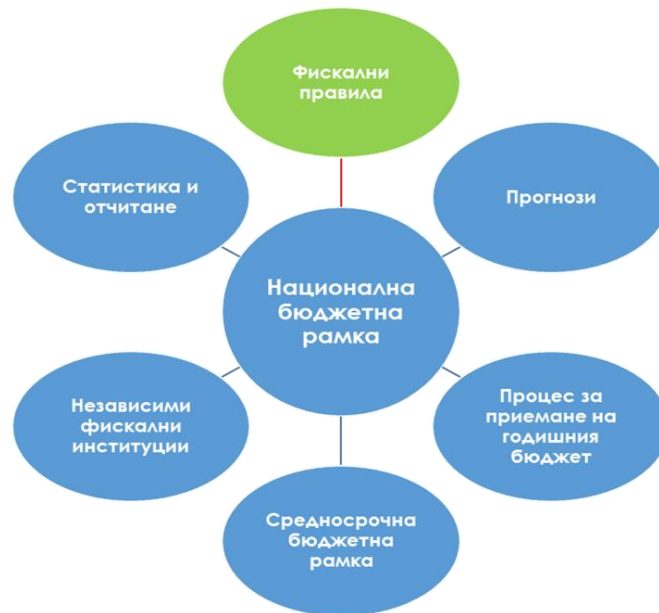 Фискални
правила
Статистика и
отчитане
Прогнози
Национална
бюджетна
рамка
Независими
фискални
институции
Процес за
приемане на
годишния
бюджет
Средносрочна
бюджетна
рамка